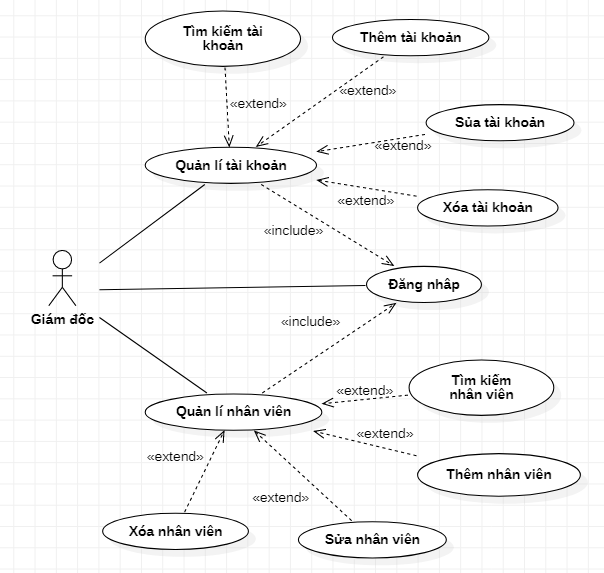 Tìm kiếm tài
khoản
Thêm tài khoản
«extend»
«extend»
Sủa tài khoản
«extend»
Quản lí tài khoản
«extend»
Xóa tài khoản
«include»
Đăng nhâp
Giám đốc
«include»
Tìm kiếm
nhân viên
«extend»
Quản lí nhân viên
«extend»
«extend»
Thêm nhân viên
«extend»
Xóa nhân viên
Sửa nhân viên